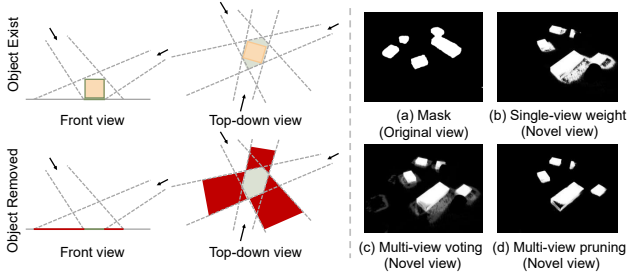 Object Exist
Front view
Top-down view
Object Removed
Front view
Top-down view
(a) Mask
(Original view)
(b) Single-view weight
(Novel view)
(c) Multi-view voting
(Novel view)
(d) Multi-view pruning
(Novel view)